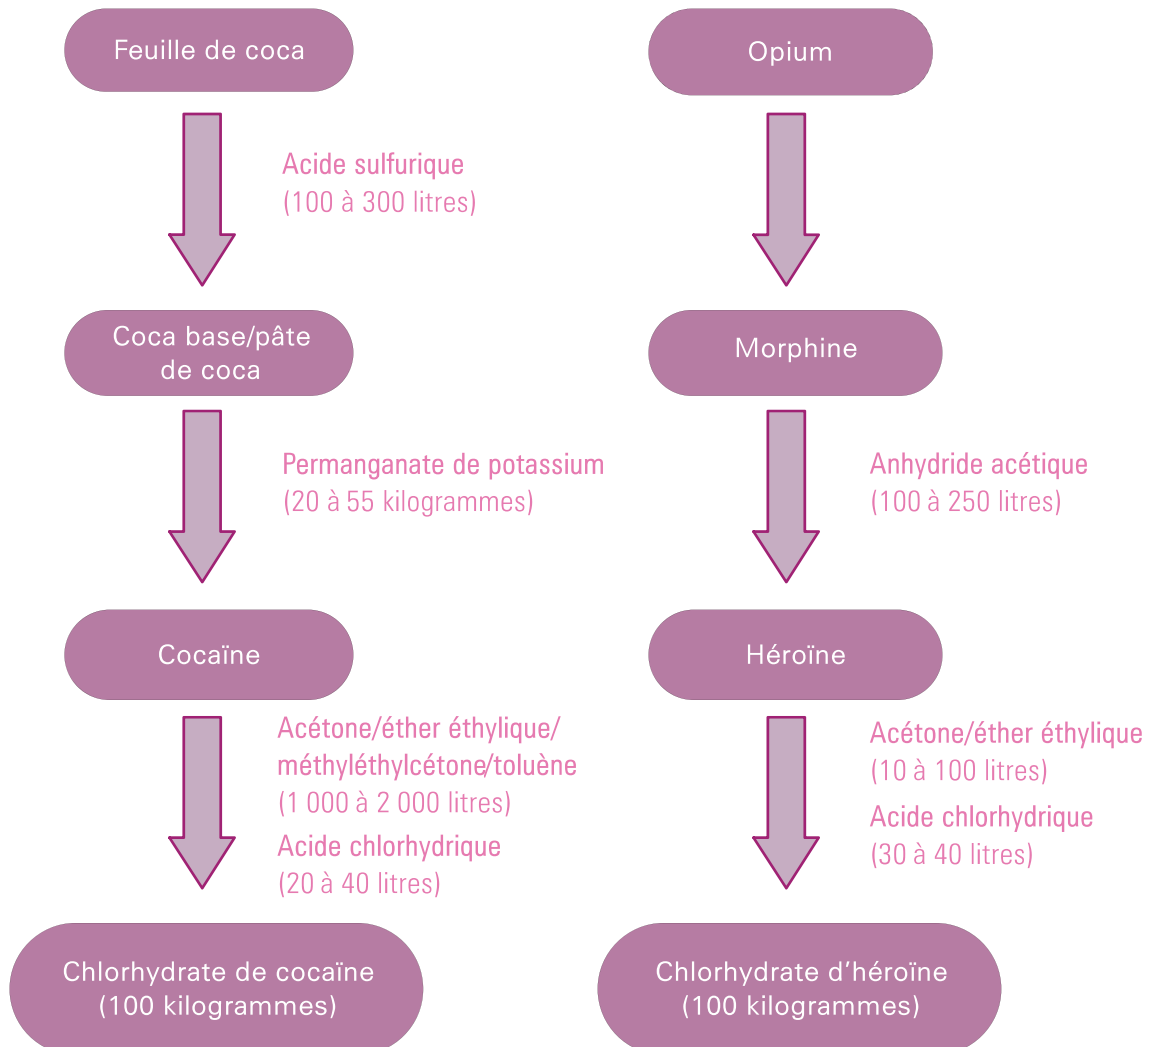 Feuille de coca
Acide sulfurique
(100 à 300 litres)
Coca base/pâte
de coca
Permanganate de potassium
(20 à 55 kilogrammes)
Cocaïne
Acétone/éther éthylique/
méthyléthylcétone/toluène
(1 000 à 2 000 litres)
Acide chlorhydrique
(20 à 40 litres)
Chlorhydrate de cocaïne
(100 kilogrammes)
Opium
Morphine
Anhydride acétique
(100 à 250 litres)
Héroïne
Acétone/éther éthylique
(10 à 100 litres)
Acide chlorhydrique
(30 à 40 litres)
Chlorhydrate d’héroïne
(100 kilogrammes)